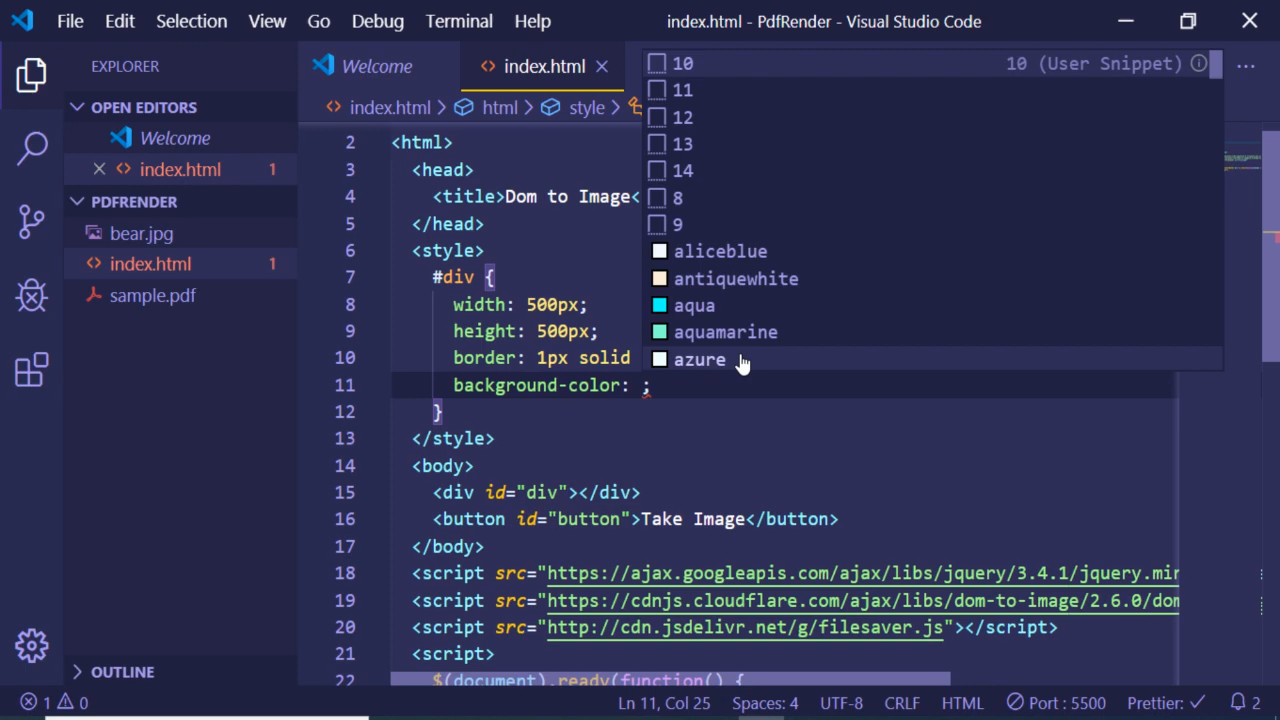 File Edit Selection View Go Debug Terminal Help index.html - PdfRender - Visual Studio Code
EXPLORER
OPEN EDITORS
Welcome
index.html 1
PDFRENDER
bear.jpg
index.html 1
sample.pdf
OUTLINE
Welcome index.html
index.html > html > style >
10 10 (User Snippet)
11
12
13
14
8
9
aliceblue
antiquewhite
aqua
aquamarine
azure
2 <html>
3 <head>
4 <title>Dom to Image<
5 </head>
6 <style>
7 #div {
8 width: 500px;
9 height: 500px;
10 border: 1px solid
11 background-color: ;
12 }
13 </style>
14 <body>
15 <div id="div"></div>
16 <button id="button">Take Image</button>
17 </body>
18 <script src="https://ajax.googleapis.com/ajax/libs/jquery/3.4.1/jquery.min
19 <script src="https://cdnjs.cloudflare.com/ajax/libs/dom-to-image/2.6.0/dom
20 <script src="http://cdn.jsdelivr.net/g/filesaver.js"></script>
21 <script>
22 $(document).ready(function() {
1 0 Ln 11, Col 25 Spaces: 4 UTF-8 CRLF HTML Port : 5500 Prettier: ✓ 2